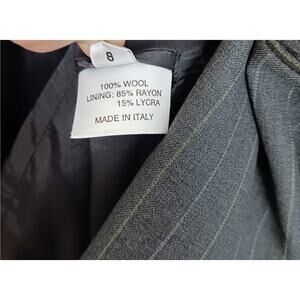 8
100% WOOL
LINING: 85% RAYON
15% LYCRA
MADE IN ITALY